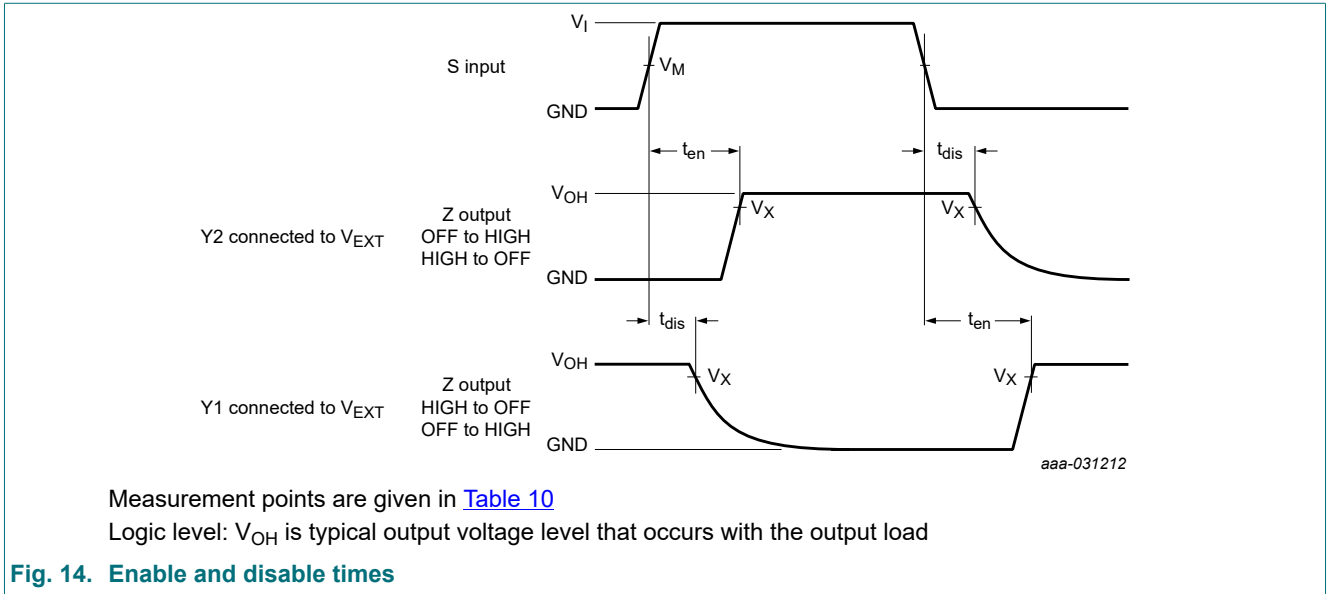 V_I
S input
V_M
GND
t_en
t_dis
V_OH
Z output
V_X
V_X
Y2 connected to V_EXT
OFF to HIGH
HIGH to OFF
GND
t_dis
t_en
V_OH
Z output
V_X
V_X
Y1 connected to V_EXT
HIGH to OFF
OFF to HIGH
GND
aaa-031212
Measurement points are given in Table 10
Logic level: V_OH is typical output voltage level that occurs with the output load
Fig. 14. Enable and disable times